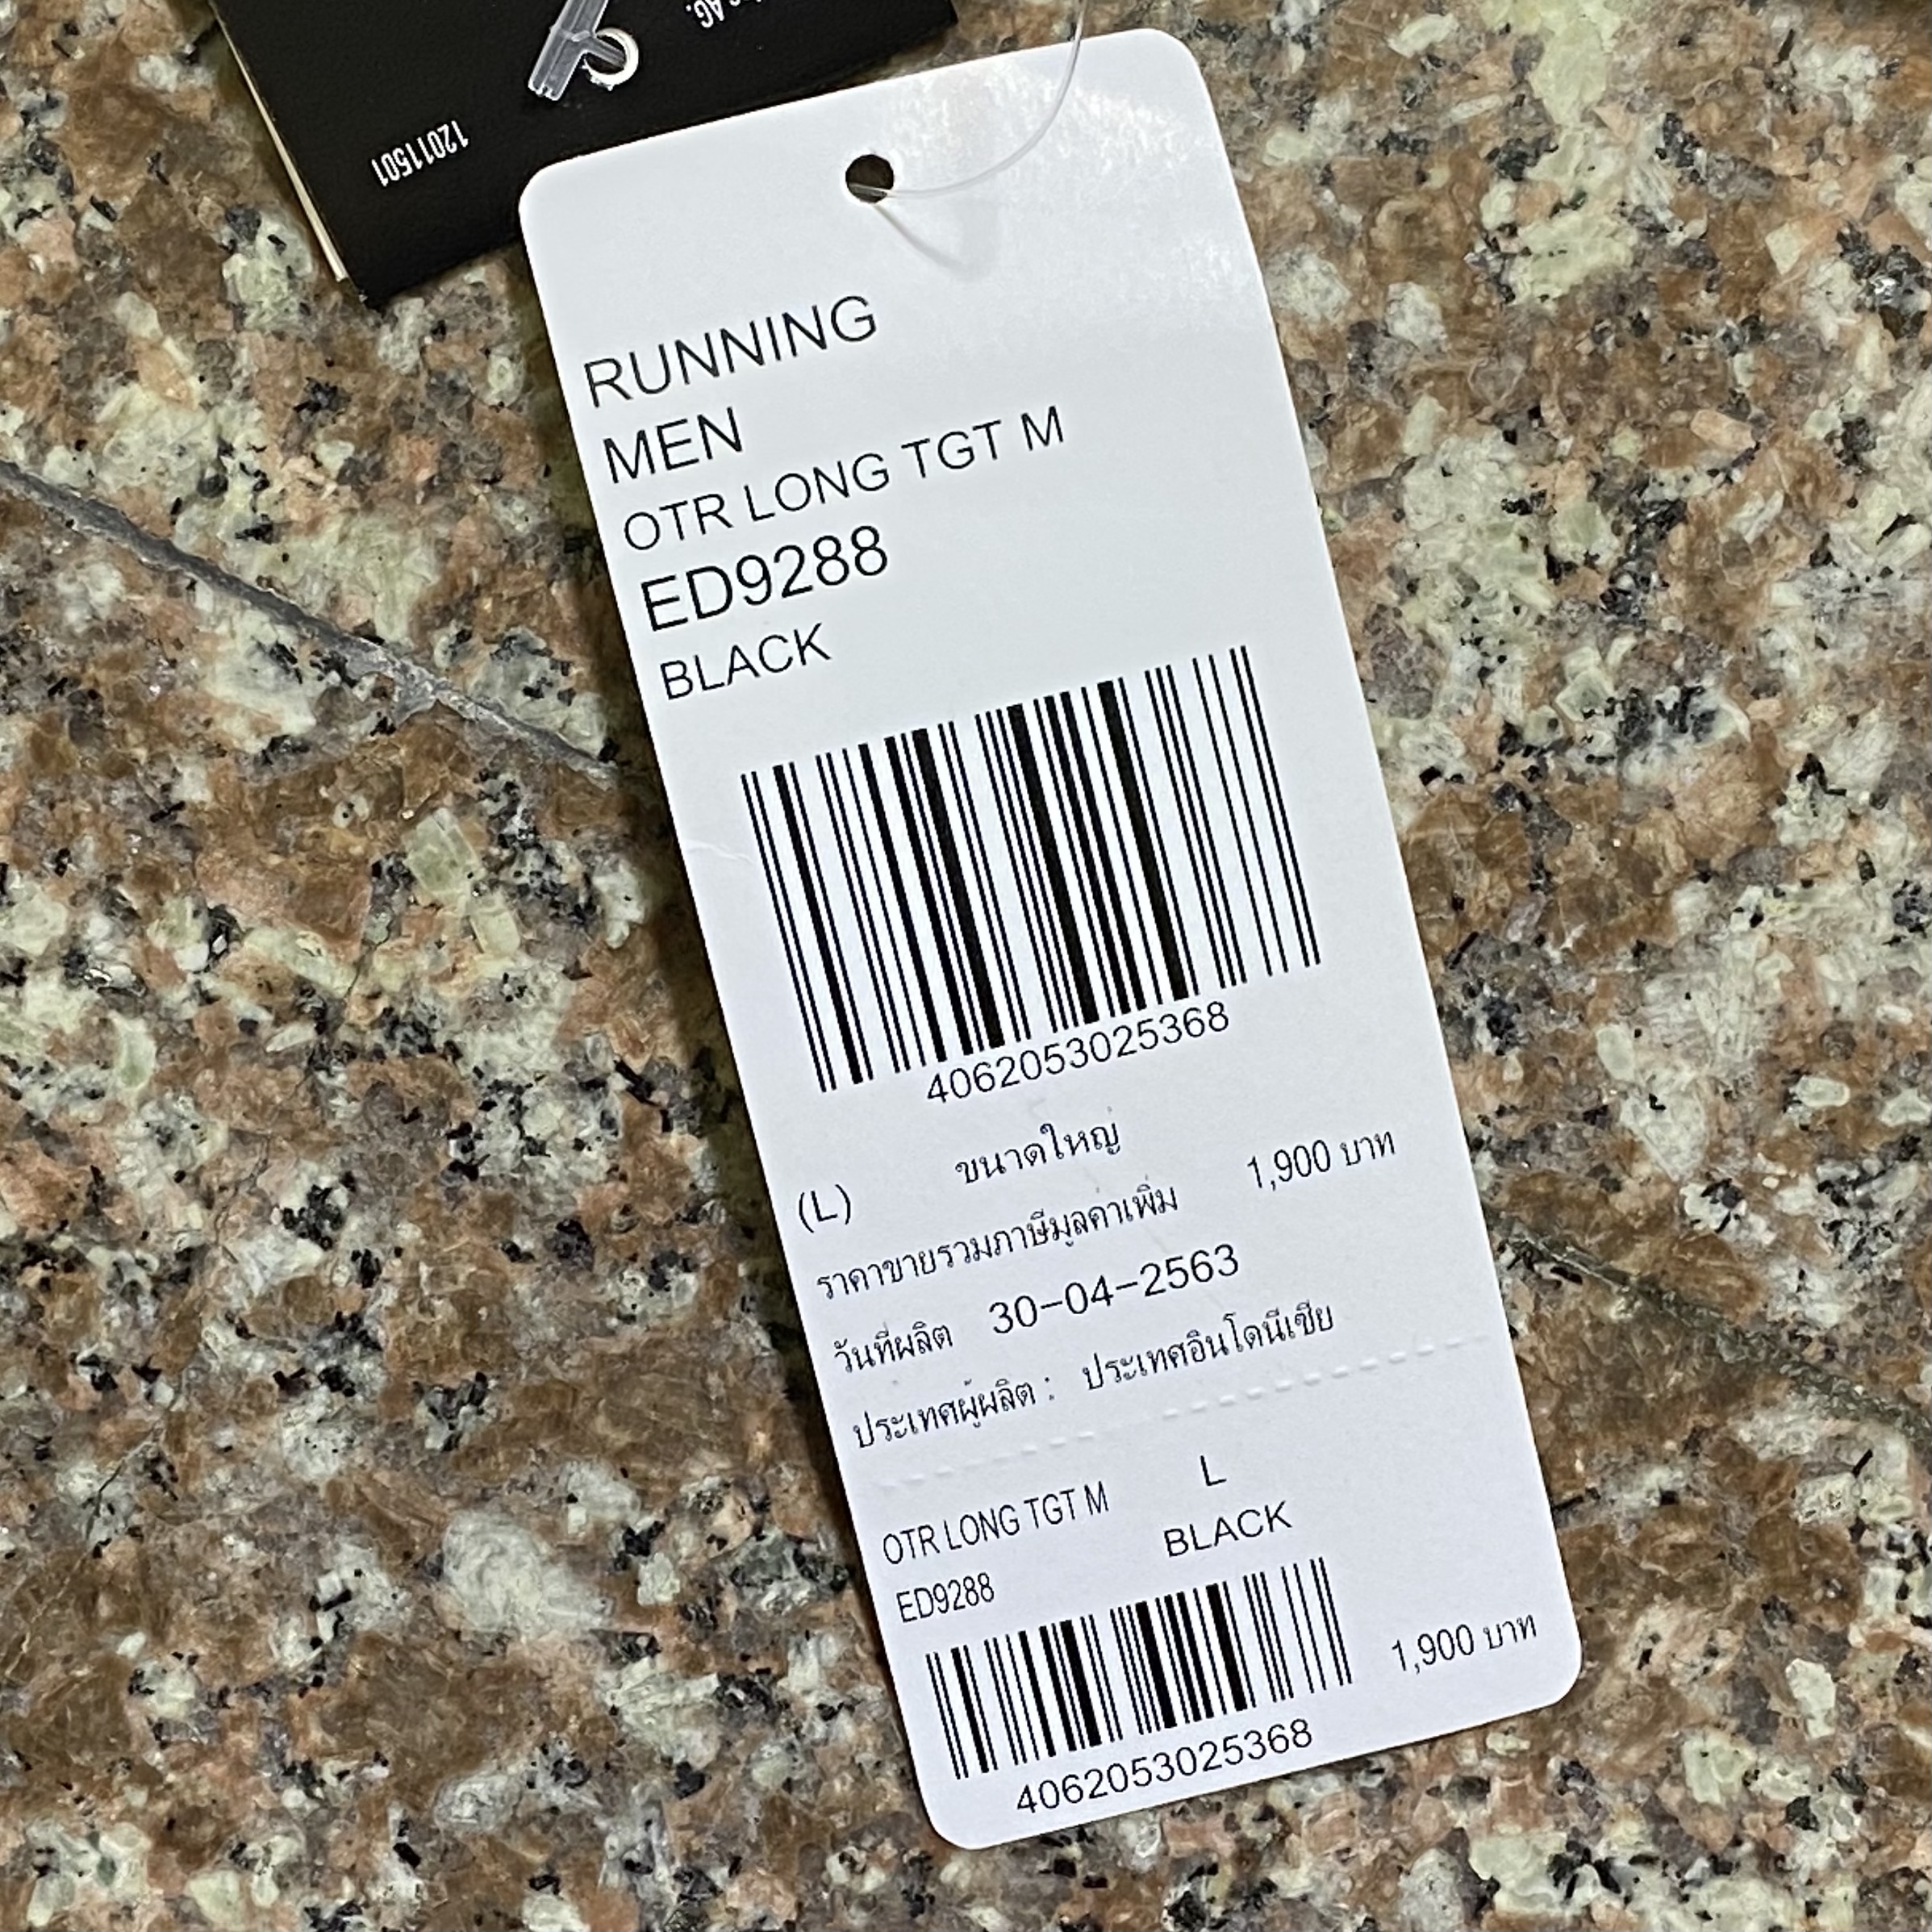 AG.
12011501
RUNNING
MEN
OTR LONG TGT M
ED9288
BLACK
4062053025368
(L) ขนาดใหญ่
ราคาขายรวมภาษีมูลค่าเพิ่ม 1,900 บาท
วันที่ผลิต 30-04-2563
ประเทศผู้ผลิต : ประเทศอินโดนีเซีย
OTR LONG TGT M L
ED9288 BLACK
1,900 บาท
4062053025368